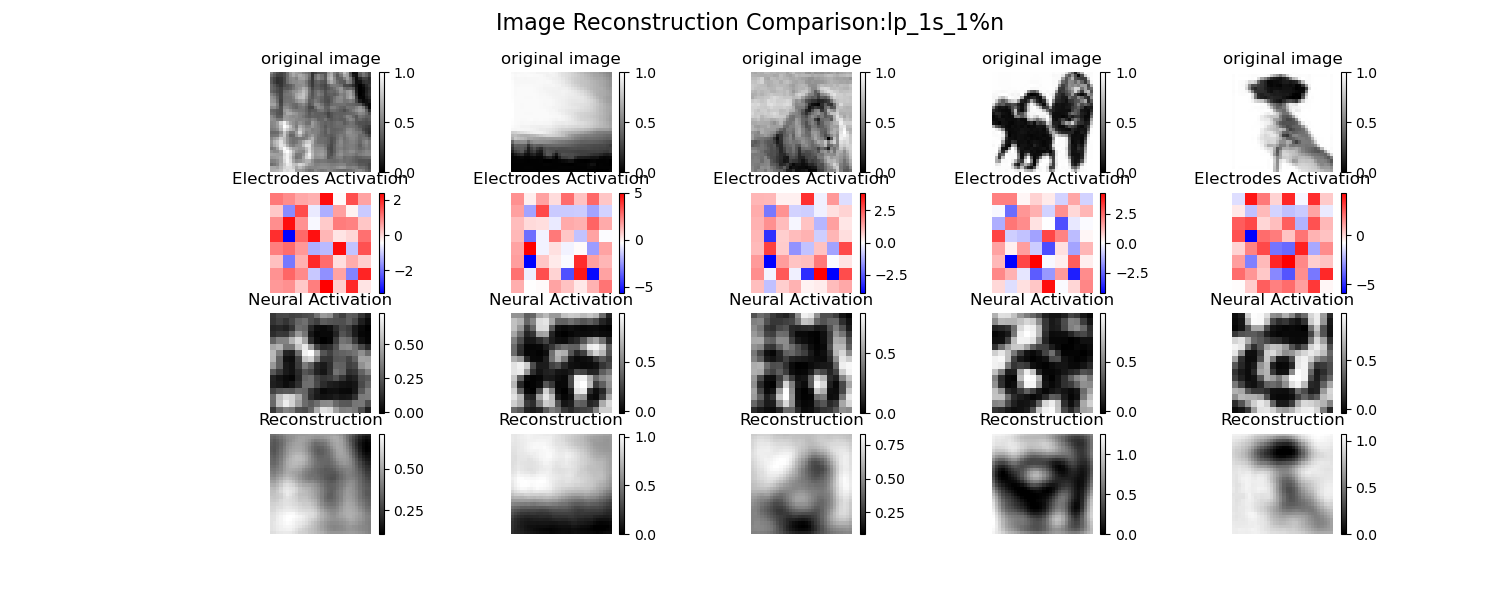 Image Reconstruction Comparison:lp_1s_1%n
original image original image original image original image original image
1.0 1.0 1.0 1.0 1.0
0.5 0.5 0.5 0.5 0.5
0.0 0.0 0.0 0.0 0.0
Electrodes Activation Electrodes Activation Electrodes Activation Electrodes Activation Electrodes Activation
2 5 2.5 2.5
0 0 0.0 0.0 0
−2 −5 −2.5 −2.5 −5
Neural Activation Neural Activation Neural Activation Neural Activation Neural Activation
0.50 0.5 0.5 0.5 0.5
0.25
0.00 0.0 0.0 0.0 0.0
Reconstruction Reconstruction Reconstruction Reconstruction Reconstruction
1.0 0.75 1.0 1.0
0.50 0.5 0.50 0.5 0.5
0.25 0.25
0.0 0.0 0.0